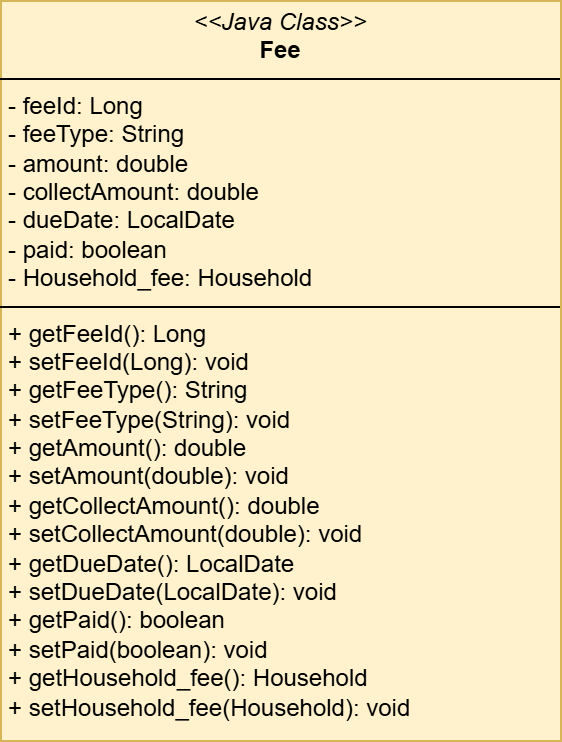 <<Java Class>>
Fee
- feeId: Long
- feeType: String
- amount: double
- collectAmount: double
- dueDate: LocalDate
- paid: boolean
- Household_fee: Household
+ getFeeId(): Long
+ setFeeId(Long): void
+ getFeeType(): String
+ setFeeType(String): void
+ getAmount(): double
+ setAmount(double): void
+ getCollectAmount(): double
+ setCollectAmount(double): void
+ getDueDate(): LocalDate
+ setDueDate(LocalDate): void
+ getPaid(): boolean
+ setPaid(boolean): void
+ getHousehold_fee(): Household
+ setHousehold_fee(Household): void